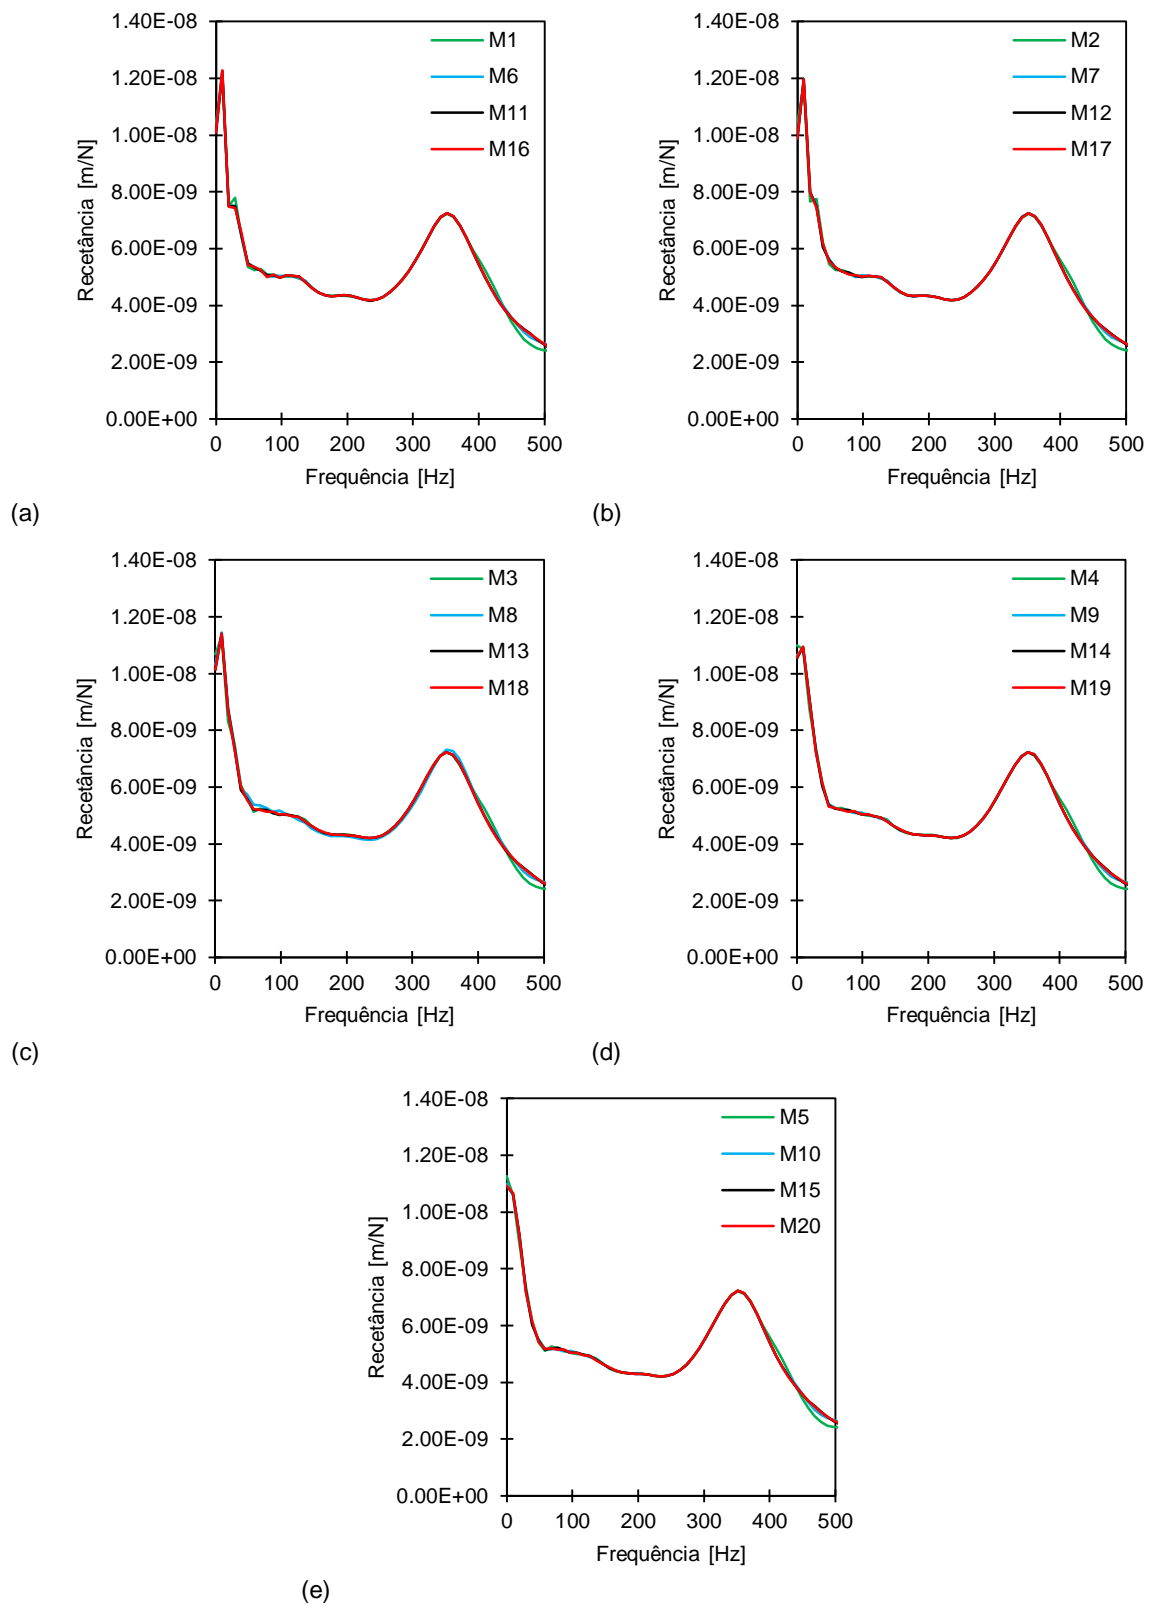 1.40E-08
1.20E-08
1.00E-08
8.00E-09
6.00E-09
4.00E-09
2.00E-09
0.00E+00
0 100 200 300 400 500
Recetância [m/N]
Frequência [Hz]
M1
M6
M11
M16
(a)
1.40E-08
1.20E-08
1.00E-08
8.00E-09
6.00E-09
4.00E-09
2.00E-09
0.00E+00
0 100 200 300 400 500
Recetância [m/N]
Frequência [Hz]
M2
M7
M12
M17
(b)
1.40E-08
1.20E-08
1.00E-08
8.00E-09
6.00E-09
4.00E-09
2.00E-09
0.00E+00
0 100 200 300 400 500
Recetância [m/N]
Frequência [Hz]
M3
M8
M13
M18
(c)
1.40E-08
1.20E-08
1.00E-08
8.00E-09
6.00E-09
4.00E-09
2.00E-09
0.00E+00
0 100 200 300 400 500
Recetância [m/N]
Frequência [Hz]
M4
M9
M14
M19
(d)
1.40E-08
1.20E-08
1.00E-08
8.00E-09
6.00E-09
4.00E-09
2.00E-09
0.00E+00
0 100 200 300 400 500
Recetância [m/N]
Frequência [Hz]
M5
M10
M15
M20
(e)